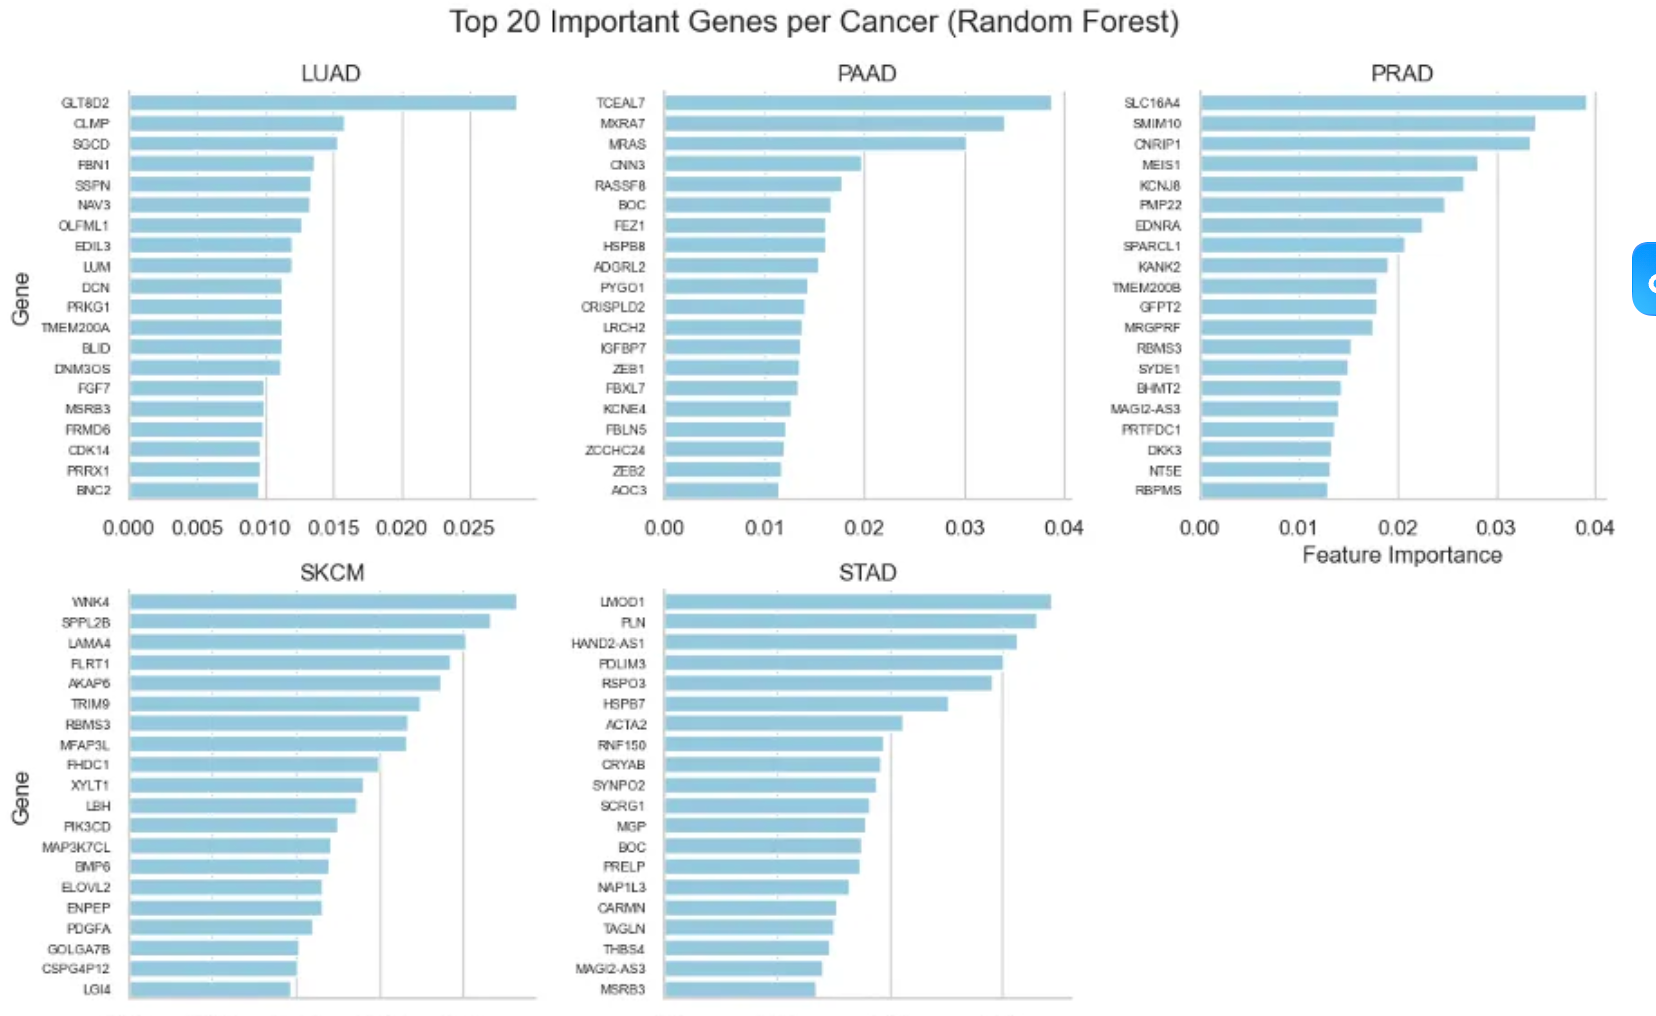 Top 20 Important Genes per Cancer (Random Forest)
LUAD
Gene
GLT8D2
CLMP
SGCD
FBN1
SSPN
NAV3
OLFML1
EDIL3
LUM
DCN
PRKG1
TMEM200A
BLID
DNM3OS
FGF7
MSRB3
FRMD6
CDK14
PRRX1
BNC2
0.000 0.005 0.010 0.015 0.020 0.025
PAAD
TCEAL7
MXRA7
MRAS
CNN3
RASSF8
BOC
FEZ1
HSPB8
ADGRL2
PYGO1
CRISPLD2
LRCH2
IGFBP7
ZEB1
FBXL7
KCNE4
FBLN5
ZCCHC24
ZEB2
AOC3
0.00 0.01 0.02 0.03 0.04
PRAD
SLC16A4
SMIM10
CNRIP1
MEIS1
KCNJ8
PMP22
EDNRA
SPARCL1
KANK2
TMEM200B
GFPT2
MRGPRF
RBMS3
SYDE1
BHMT2
MAGI2-AS3
PRTFDC1
DKK3
NT5E
RBPMS
0.00 0.01 0.02 0.03 0.04
Feature Importance
SKCM
Gene
WNK4
SPPL2B
LAMA4
FLRT1
AKAP6
TRIM9
RBMS3
MFAP3L
FHDC1
XYLT1
LBH
PIK3CD
MAP3K7CL
BMP6
ELOVL2
ENPEP
PDGFA
GOLGA7B
CSPG4P12
LGI4
STAD
LMOD1
PLN
HAND2-AS1
PDLIM3
RSPO3
HSPB7
ACTA2
RNF150
CRYAB
SYNPO2
SCRG1
MGP
BOC
PRELP
NAP1L3
CARMN
TAGLN
THBS4
MAGI2-AS3
MSRB3